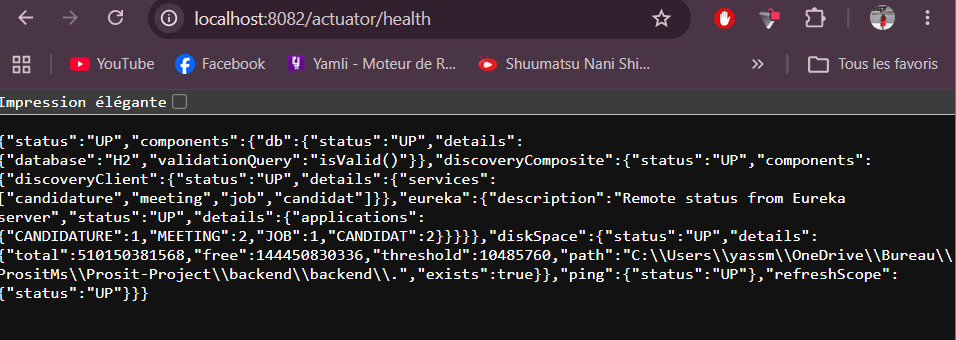 localhost:8082/actuator/health
YouTube Facebook Yamli - Moteur de R... Shuumatsu Nani Shi... » Tous les favoris
Impression élégante
{"status":"UP","components":{"db":{"status":"UP","details":
{"database":"H2","validationQuery":"isValid()"}},"discoveryComposite":{"status":"UP","components":
{"discoveryClient":{"status":"UP","details":{"services":
["candidature","meeting","job","candidat"]}},"eureka":{"description":"Remote status from Eureka
server","status":"UP","details":{"applications":
{"CANDIDATURE":1,"MEETING":2,"JOB":1,"CANDIDAT":2}}}}},"diskSpace":{"status":"UP","details":
{"total":510150381568,"free":144450830336,"threshold":10485760,"path":"C:\\Users\\yassm\\OneDrive\\Bureau\\
PrositMs\\Prosit-Project\\backend\\backend\\.","exists":true}},"ping":{"status":"UP"},"refreshScope":
{"status":"UP"}}}